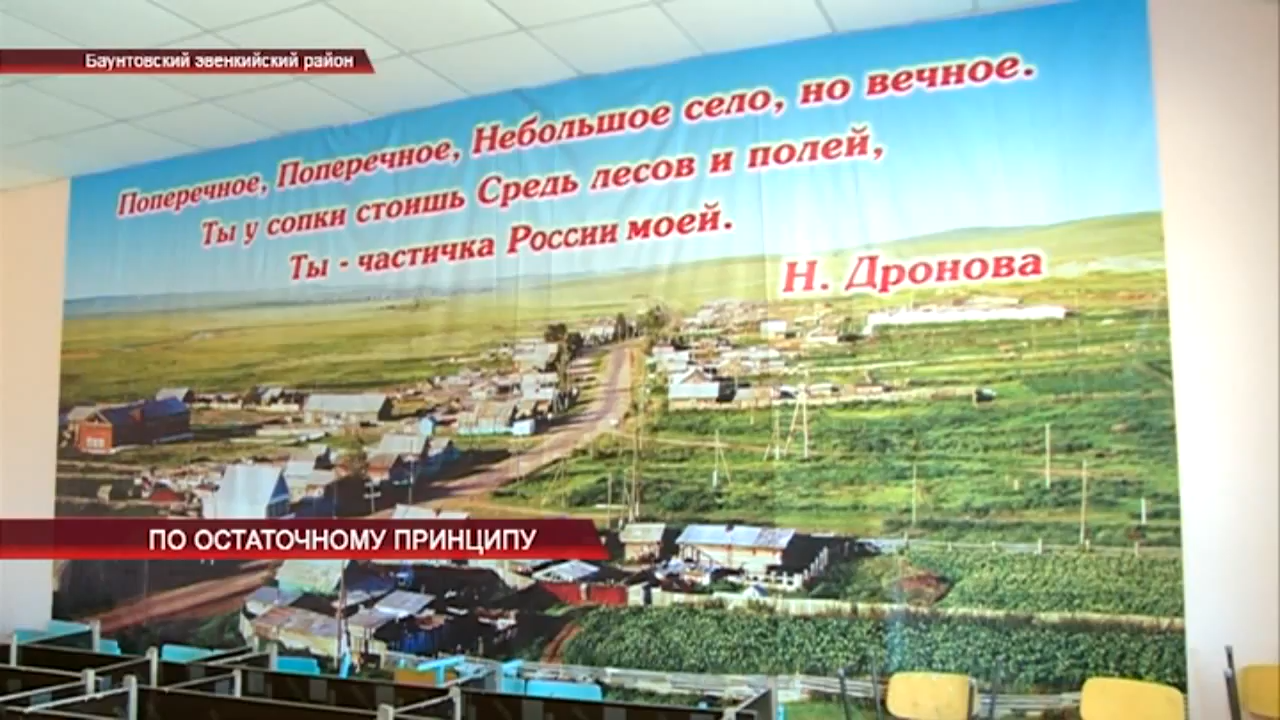 Баунтовский эвенкийский район
Поперечное, Поперечное, Небольшое село, но вечное.
Ты у сопки стоишь Средь лесов и полей,
Ты - частичка России моей.
Н. Дронова
ПО ОСТАТОЧНОМУ ПРИНЦИПУ